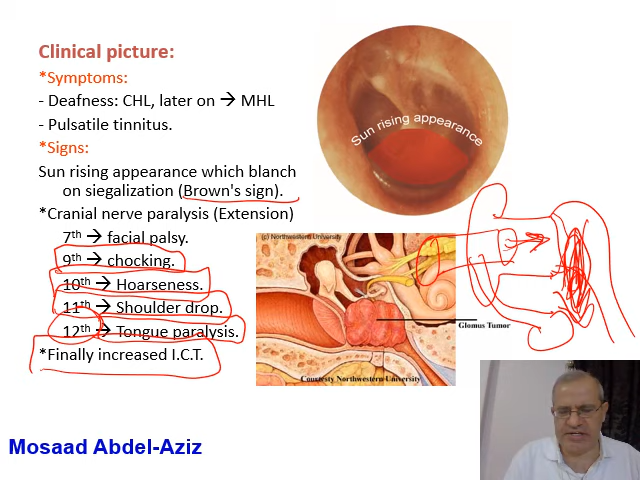 Clinical picture:
*Symptoms:
- Deafness: CHL, later on → MHL
- Pulsatile tinnitus.
*Signs:
Sun rising appearance which blanch
on siegalization (Brown's sign).
*Cranial nerve paralysis (Extension)
7th → facial palsy.
9th → chocking.
10th → Hoarseness.
11th → Shoulder drop.
12th → Tongue paralysis.
*Finally increased I.C.T.
Sun rising appearance
(c) Northwestern University
Glomus Tumor
Courtesty Northwestern University
Mosaad Abdel-Aziz